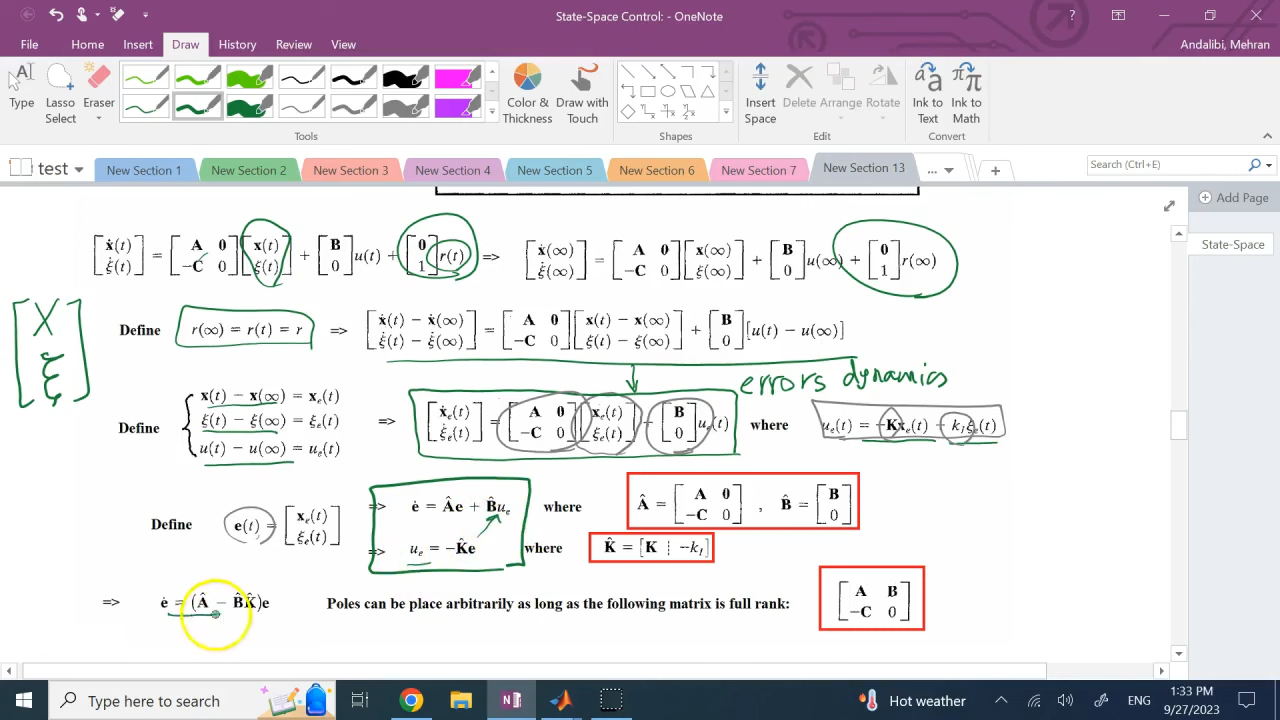 State-Space Control: - OneNote
File Home Insert Draw History Review View
Andalibi, Mehran
Type Lasso Select Eraser Color & Thickness Draw with Touch Insert Space Delete Arrange Rotate Ink to Text Ink to Math
Tools Shapes Edit Convert
test New Section 1 New Section 2 New Section 3 New Section 4 New Section 5 New Section 6 New Section 7 New Section 13 ... Search (Ctrl+E)
Add Page
State-Space
[ẋ(t) ξ̇(t)] = [A 0 −C 0][x(t) ξ(t)] + [B 0]u(t) + [0 1]r(t) => [ẋ(∞) ξ̇(∞)] = [A 0 −C 0][x(∞) ξ(∞)] + [B 0]u(∞) + [0 1]r(∞)
[X ξ]
Define r(∞) = r(t) = r => [ẋ(t) − ẋ(∞) ξ̇(t) − ξ̇(∞)] = [A 0 −C 0][x(t) − x(∞) ξ(t) − ξ(∞)] + [B 0][u(t) − u(∞)]
errors dynamics
Define {x(t) − x(∞) = xe(t) ξ(t) − ξ(∞) = ξe(t) u(t) − u(∞) = ue(t) => [ẋe(t) ξ̇e(t)] = [A 0 −C 0][xe(t) ξe(t)] + [B 0]ue(t) where ue(t) = −Kxe(t) + kIξe(t)
Define e(t) = [xe(t) ξe(t)] => ė = Âe + B̂ue where Â = [A 0 −C 0] , B̂ = [B 0]
=> ue = −K̂e where K̂ = [K ⋮ −kI]
=> ė = (Â − B̂K̂)e Poles can be place arbitrarily as long as the following matrix is full rank: [A B −C 0]
Type here to search
Hot weather
ENG
1:33 PM
9/27/2023